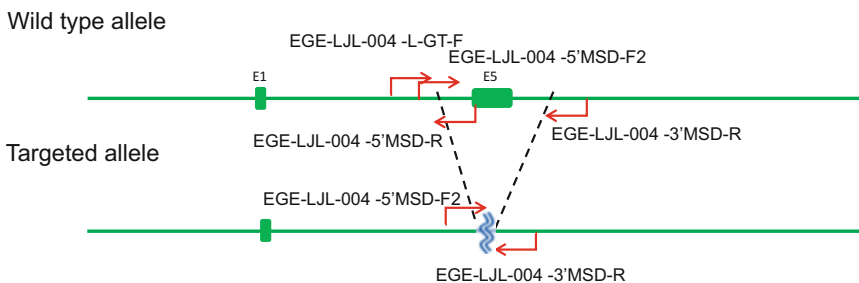 Wild type allele
EGE-LJL-004 -L-GT-F
EGE-LJL-004 -5’MSD-F2
E1
E5
EGE-LJL-004 -5’MSD-R
EGE-LJL-004 -3’MSD-R
Targeted allele
EGE-LJL-004 -5’MSD-F2
EGE-LJL-004 -3’MSD-R